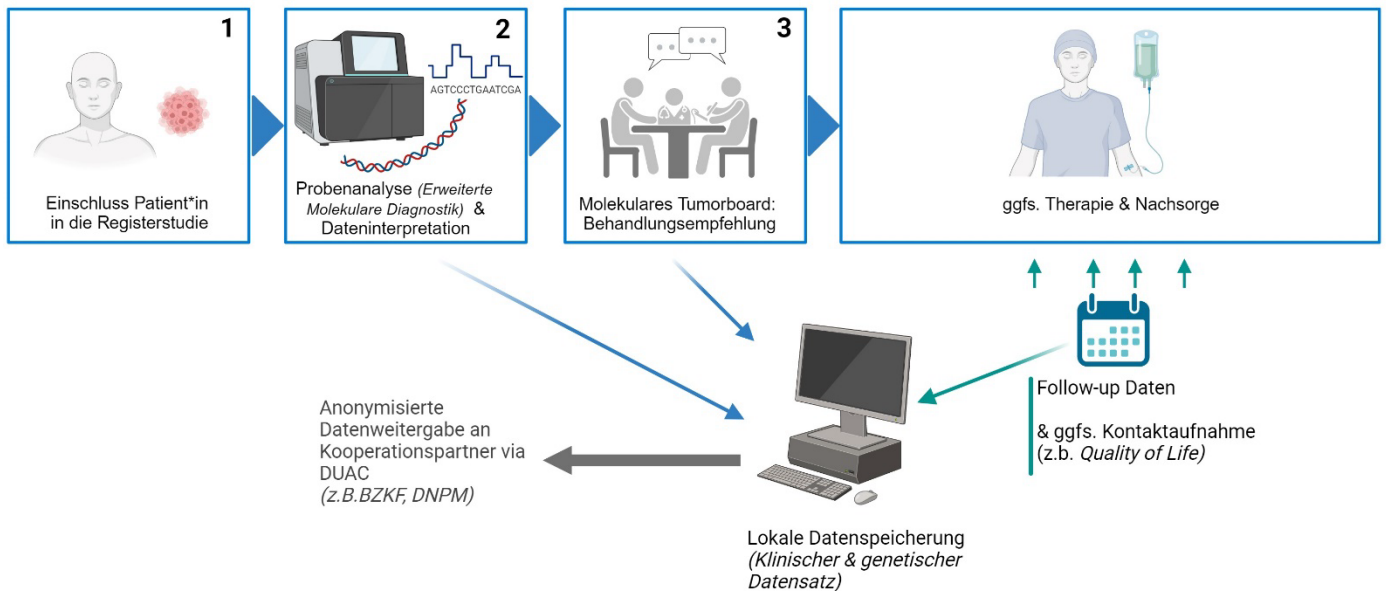 1
Einschluss Patient*in
in die Registerstudie
2
AGTCCCTGAATCGA
Probenanalyse (Erweiterte
Molekulare Diagnostik) &
Dateninterpretation
3
Molekulares Tumorboard:
Behandlungsempfehlung
ggfs. Therapie & Nachsorge
Follow-up Daten
& ggfs. Kontaktaufnahme
(z.b. Quality of Life)
Anonymisierte
Datenweitergabe an
Kooperationspartner via
DUAC
(z.B.BZKF, DNPM)
Lokale Datenspeicherung
(Klinischer & genetischer
Datensatz)